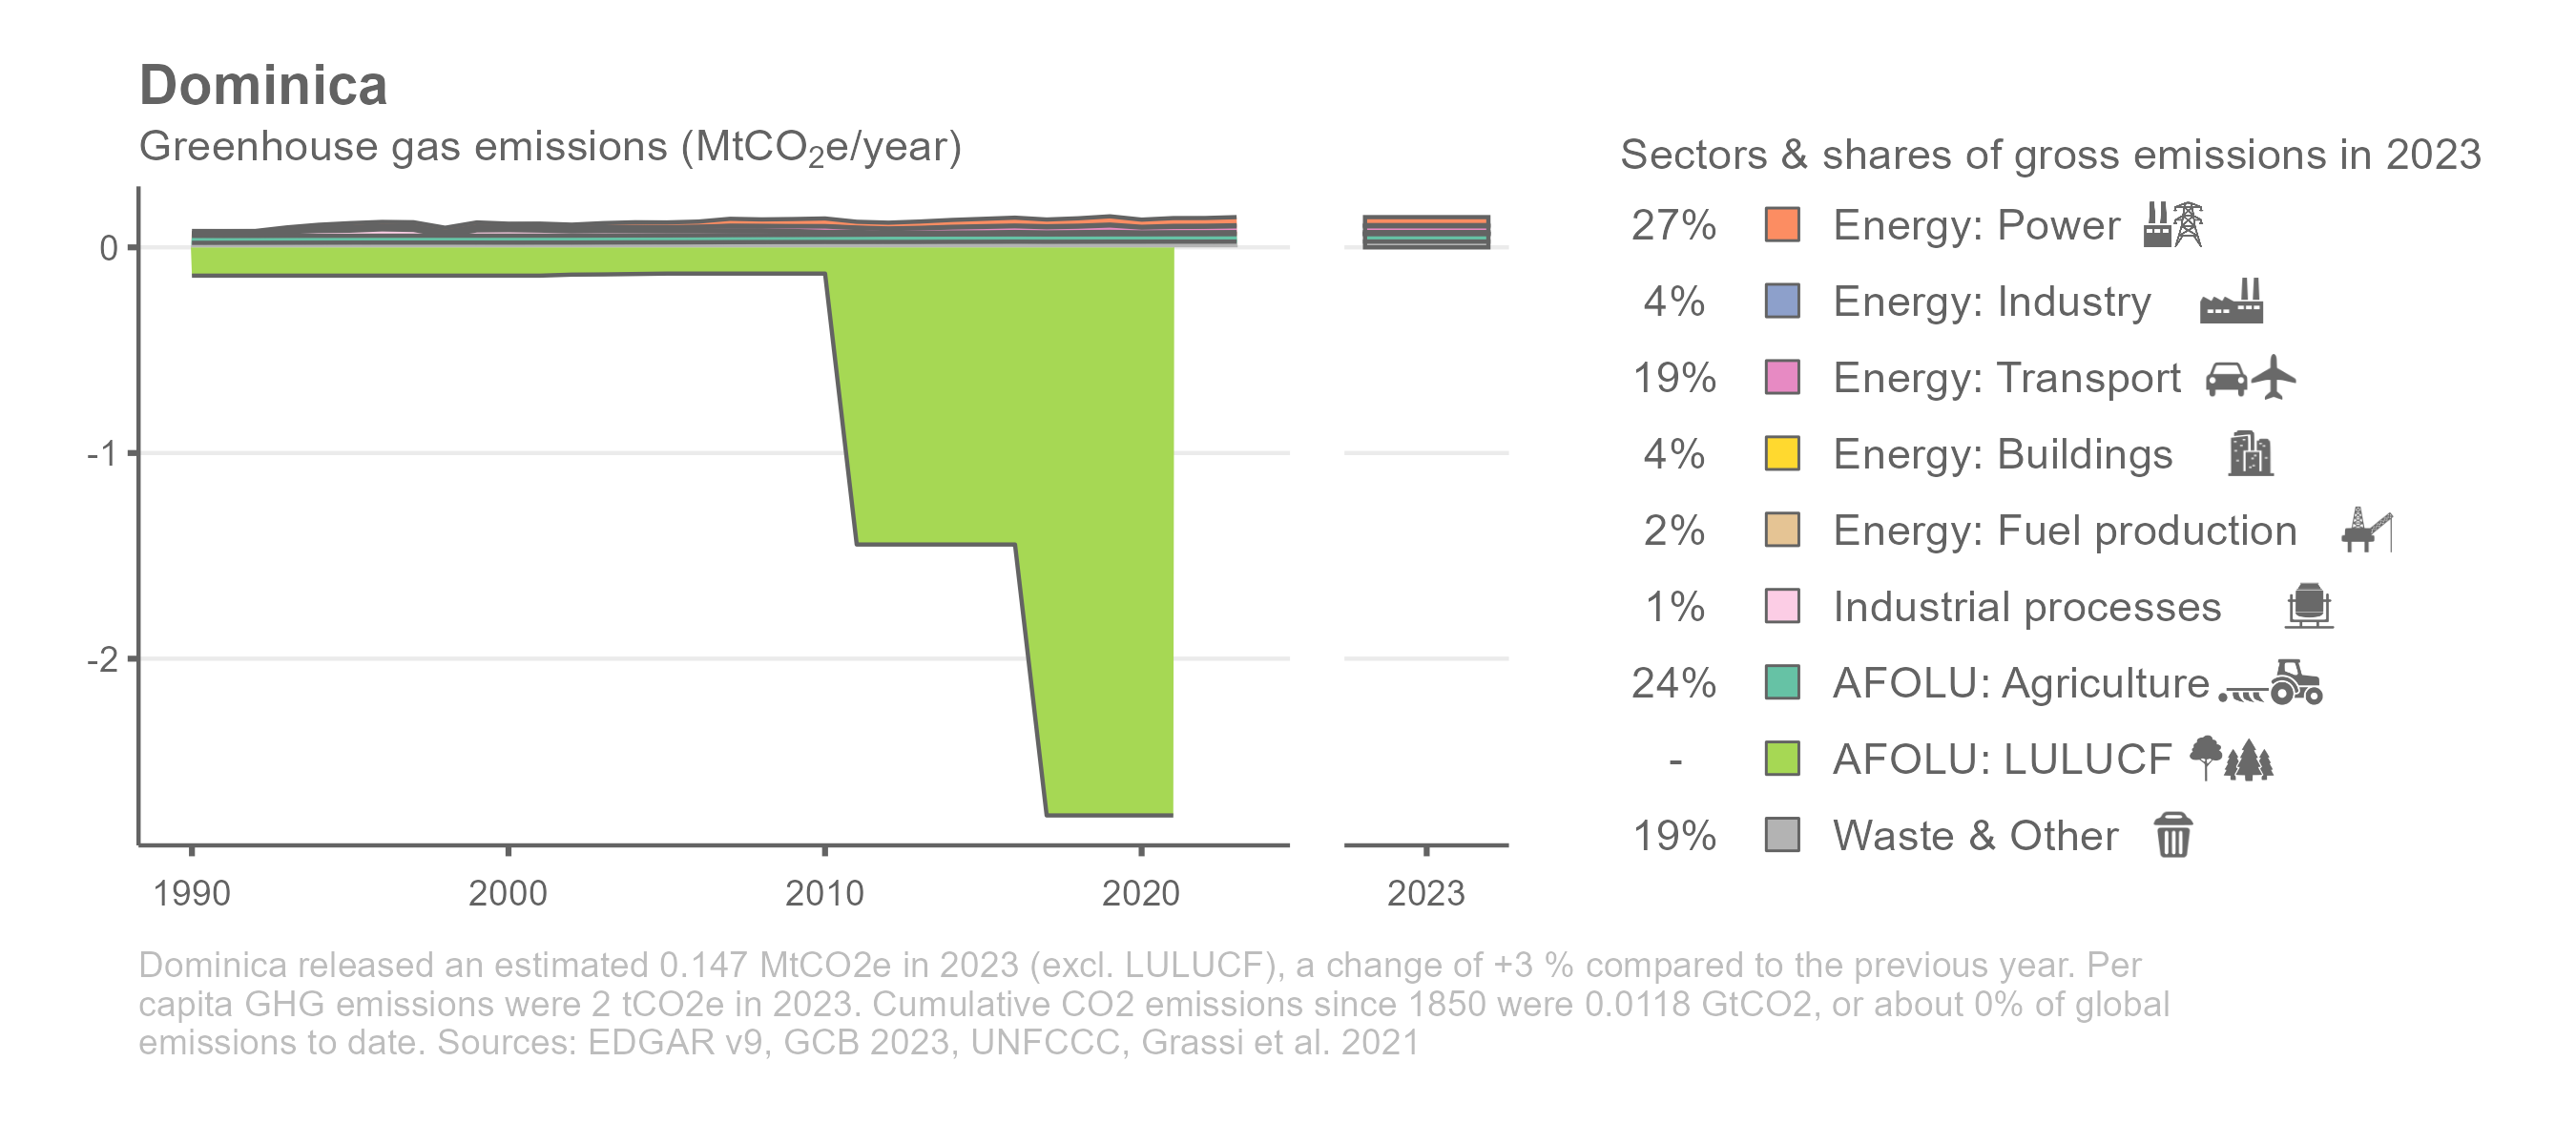 Dominica
Greenhouse gas emissions (MtCO₂e/year)
0
-1
-2
1990
2000
2010
2020
2023
Sectors & shares of gross emissions in 2023
27% Energy: Power
4% Energy: Industry
19% Energy: Transport
4% Energy: Buildings
2% Energy: Fuel production
1% Industrial processes
24% AFOLU: Agriculture
- AFOLU: LULUCF
19% Waste & Other
Dominica released an estimated 0.147 MtCO2e in 2023 (excl. LULUCF), a change of +3 % compared to the previous year. Per
capita GHG emissions were 2 tCO2e in 2023. Cumulative CO2 emissions since 1850 were 0.0118 GtCO2, or about 0% of global
emissions to date. Sources: EDGAR v9, GCB 2023, UNFCCC, Grassi et al. 2021